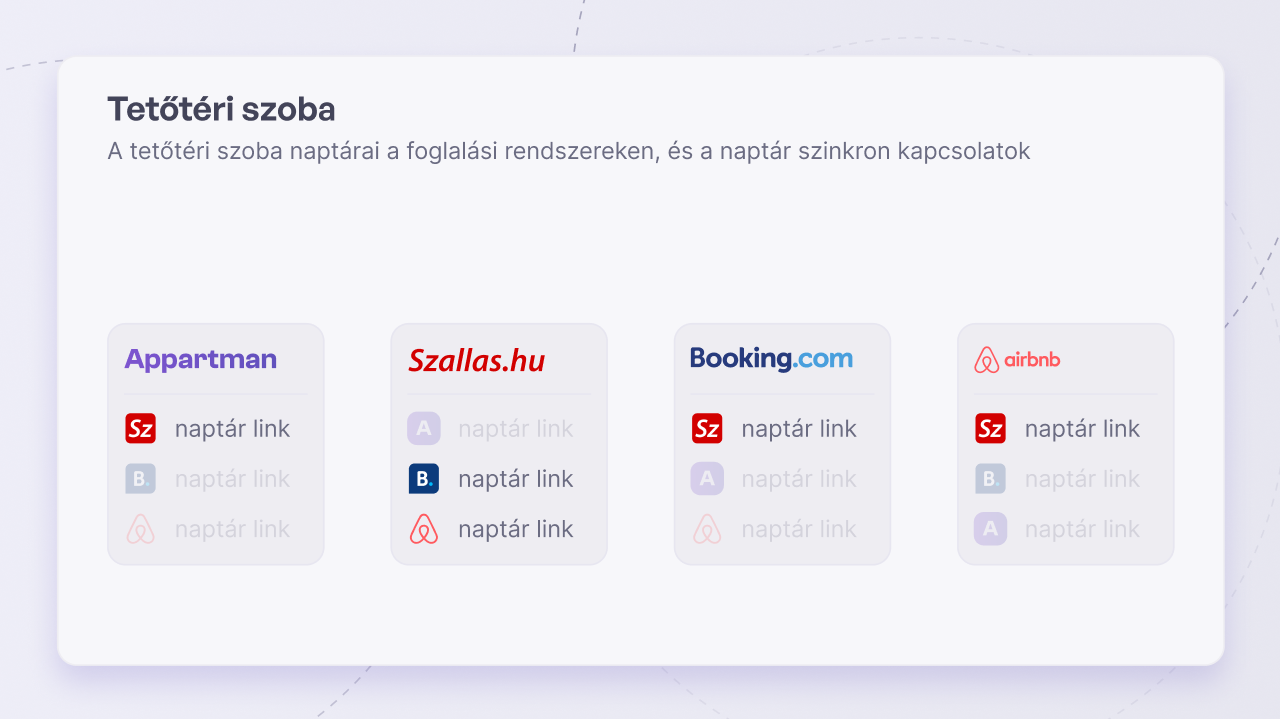 Tetőtéri szoba
A tetőtéri szoba naptárai a foglalási rendszereken, és a naptár szinkron kapcsolatok
Appartman
Sz naptár link
B. naptár link
naptár link
Szallas.hu
A naptár link
B. naptár link
naptár link
Booking.com
Sz naptár link
A naptár link
naptár link
airbnb
Sz naptár link
B. naptár link
A naptár link